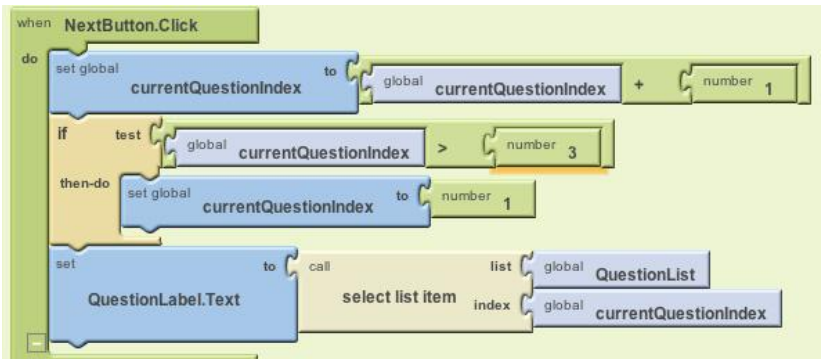 when NextButton.Click
do
set global currentQuestionIndex to global currentQuestionIndex + number 1
if test global currentQuestionIndex > number 3
then-do set global currentQuestionIndex to number 1
set QuestionLabel.Text to call select list item list global QuestionList
index global currentQuestionIndex